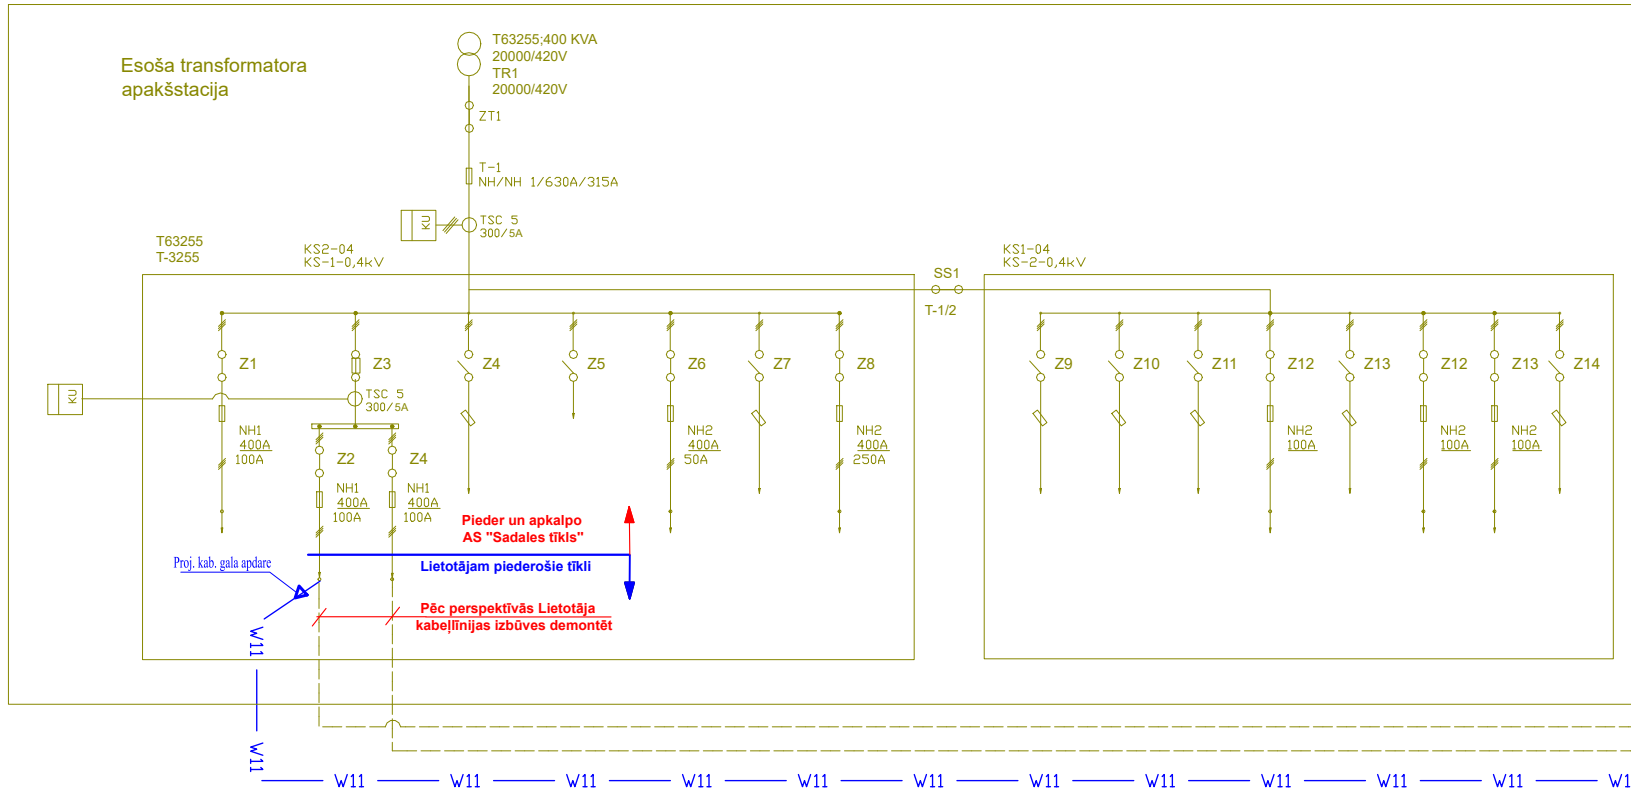 Esoša transformatora
apakšstacija
T63255;400 KVA
20000/420V
TR1
20000/420V
ZT1
T-1
NH/NH 1/630A/315A
KU
TSC 5
300/5A
T63255
T-3255
KS2-04
KS-1-0,4kV
KS1-04
KS-2-0,4kV
SS1
T-1/2
Z1
Z3
Z4
Z5
Z6
Z7
Z8
Z9
Z10
Z11
Z12
Z13
Z12
Z13
Z14
KU
TSC 5
300/5A
NH1
400A
100A
Z2
Z4
NH1
400A
100A
NH1
400A
100A
NH2
400A
50A
NH2
400A
250A
NH2
100A
NH2
100A
NH2
100A
Pieder un apkalpo
AS "Sadales tīkls"
Lietotājam piederošie tīkli
Proj. kab. gala apdare
Pēc perspektīvās Lietotāja
kabeļlīnijas izbūves demontēt
W11
W11
W11 W11 W11 W11 W11 W11 W11 W11 W11 W11 W11 W1